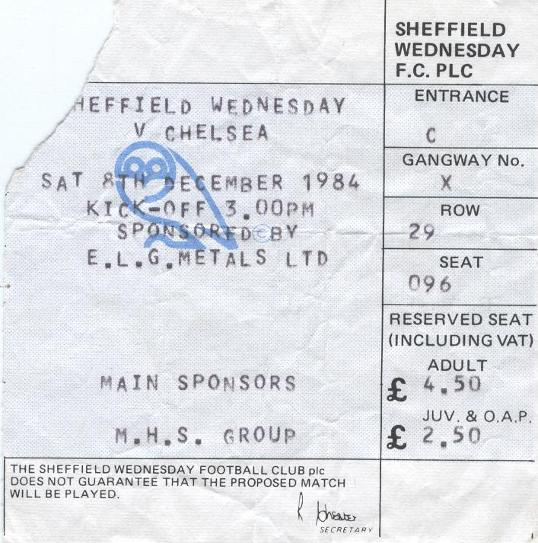 HEFFIELD WEDNESDAY
V CHELSEA
SAT 8TH DECEMBER 1984
KICK-OFF 3.00PM
SPONSORED BY
E.L.G.METALS LTD
MAIN SPONSORS
M.H.S. GROUP
THE SHEFFIELD WEDNESDAY FOOTBALL CLUB plc
DOES NOT GUARANTEE THAT THE PROPOSED MATCH
WILL BE PLAYED.
SECRETARY
SHEFFIELD
WEDNESDAY
F.C. PLC
ENTRANCE
C
GANGWAY No.
X
ROW
29
SEAT
096
RESERVED SEAT
(INCLUDING VAT)
ADULT
£ 4.50
JUV. & O.A.P.
£ 2.50